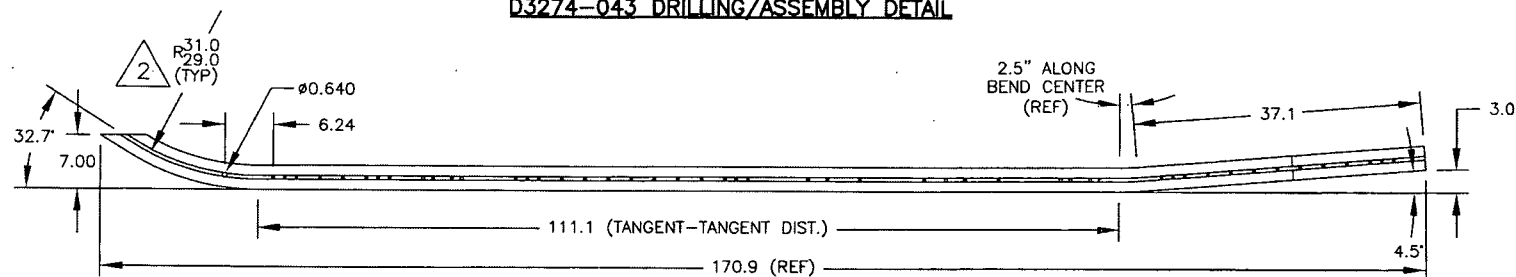 D3274-043 DRILLING/ASSEMBLY DETAIL
2
R31.0
29.0
(TYP)
Ø0.640
6.24
32.7°
7.00
2.5" ALONG
BEND CENTER
(REF)
37.1
3.0
111.1 (TANGENT-TANGENT DIST.)
4.5°
170.9 (REF)